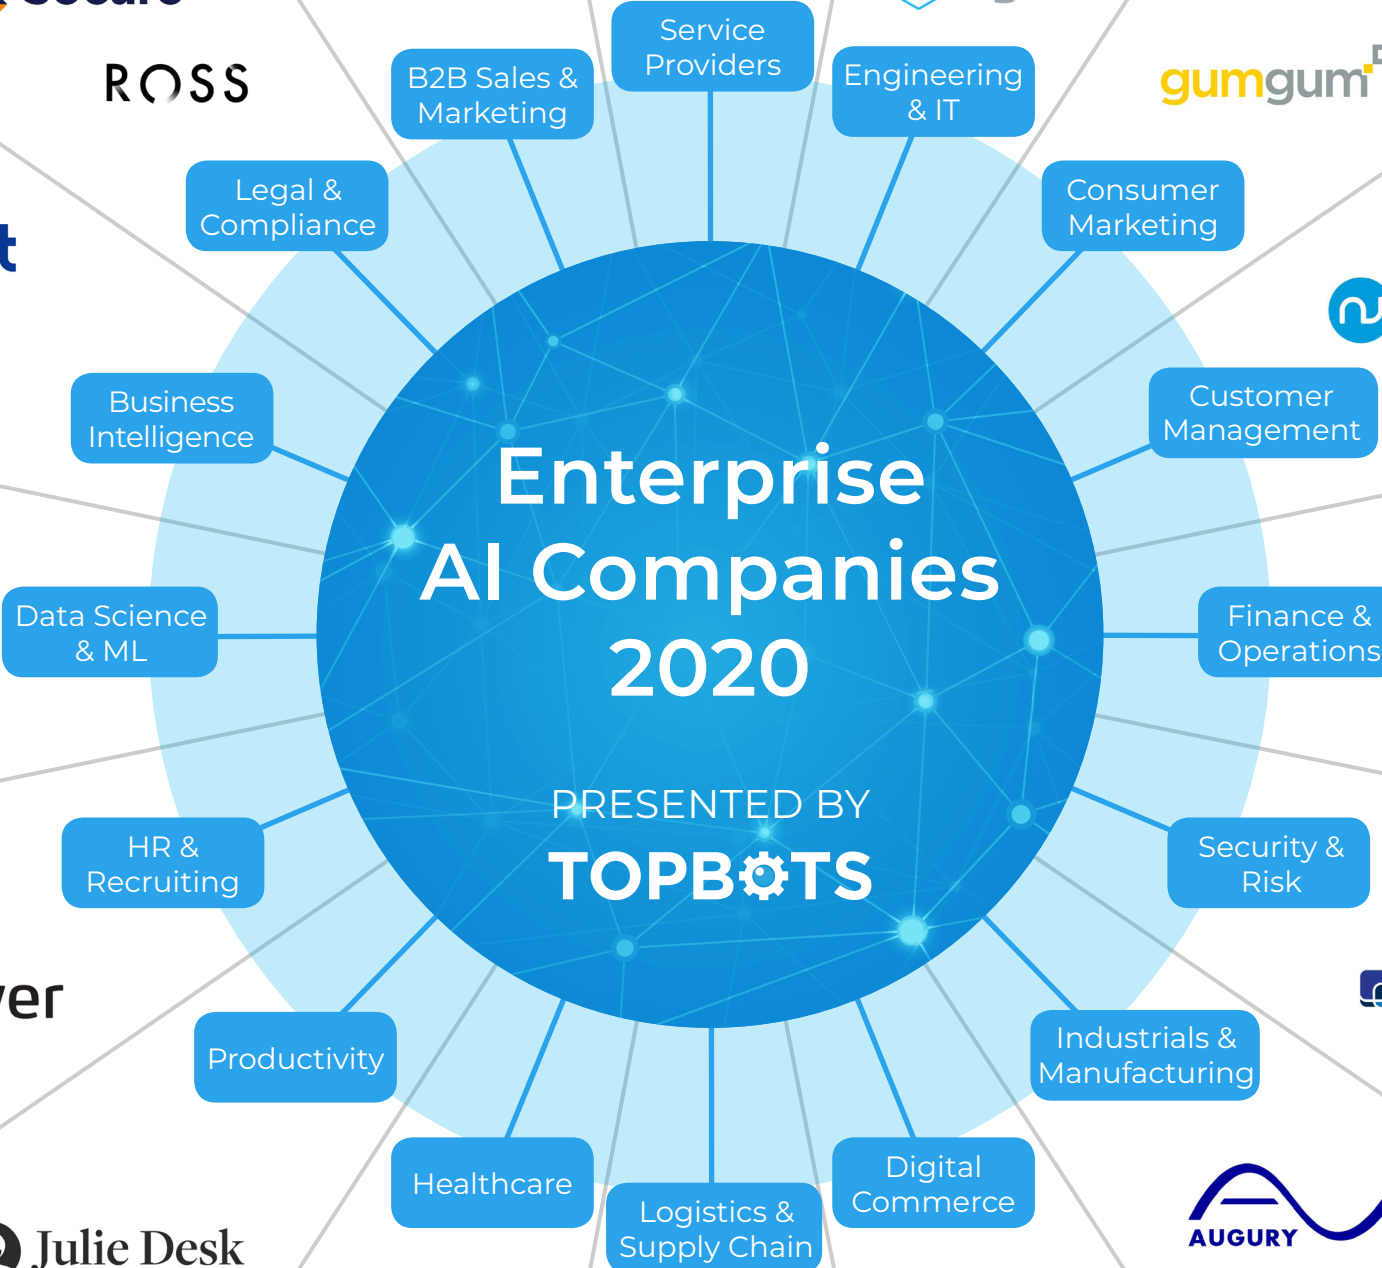 ROSS
B2B Sales &
Marketing
Service
Providers
Engineering
& IT
gumgum
Legal &
Compliance
Consumer
Marketing
Business
Intelligence
Customer
Management
Enterprise
AI Companies
2020
Data Science
& ML
Finance &
Operations
PRESENTED BY
TOPBOTS
HR &
Recruiting
Security &
Risk
Productivity
Industrials &
Manufacturing
Healthcare
Digital
Commerce
Logistics &
Supply Chain
Julie Desk
AUGURY